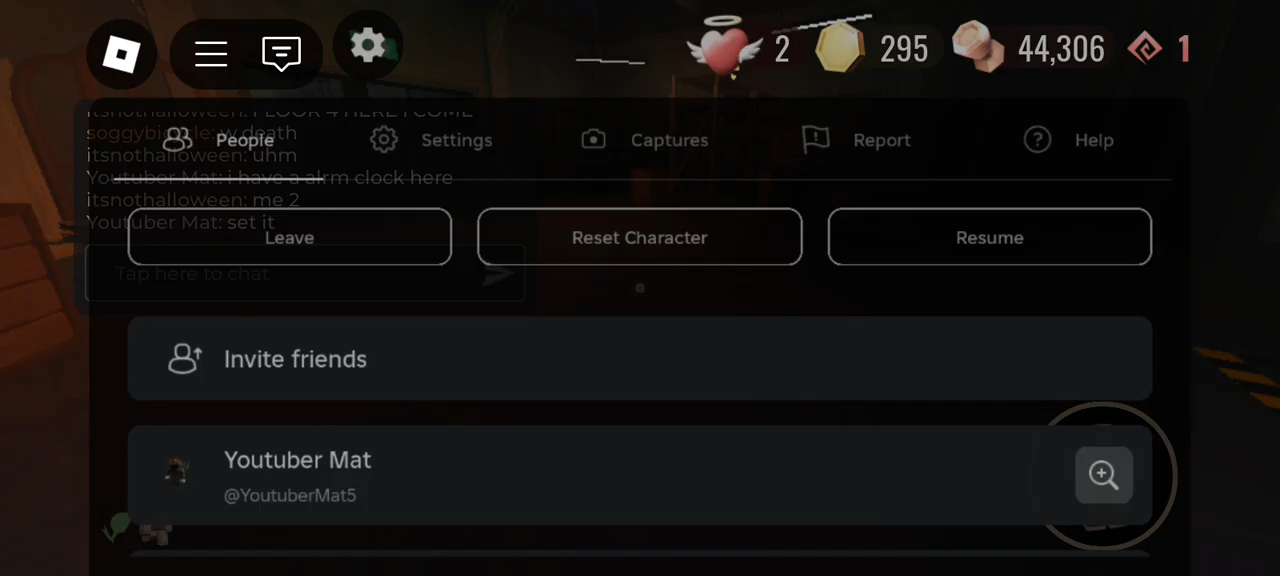 2 295 44,306 1
itsnothalloween: FLOOR 4 HERE I COME
soggybicycle: w death
People Settings Captures Report Help
itsnothalloween: uhm
Youtuber Mat: i have a alrm clock here
itsnothalloween: me 2
Youtuber Mat: set it
Leave Reset Character Resume
Tap here to chat
Invite friends
Youtuber Mat
@YoutuberMat5